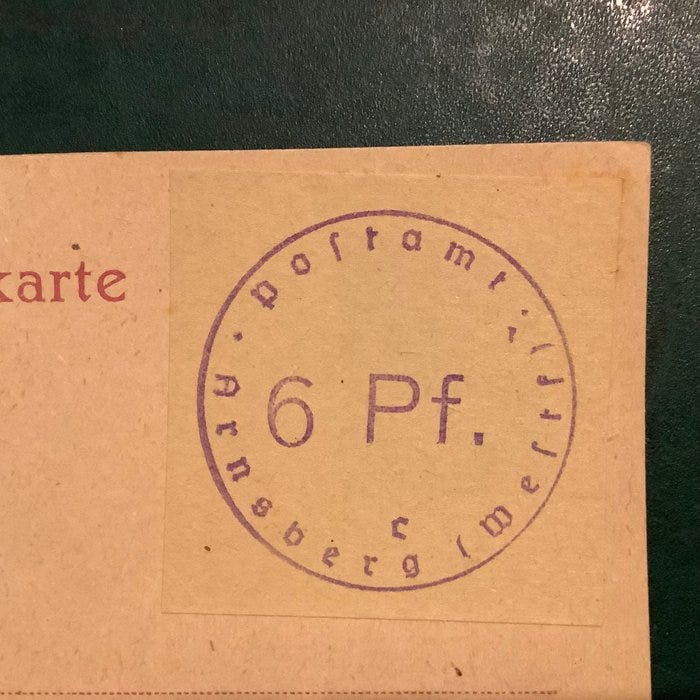 karte
Poſtamt
6 Pf.
c
Arnsberg (Weſtf.)